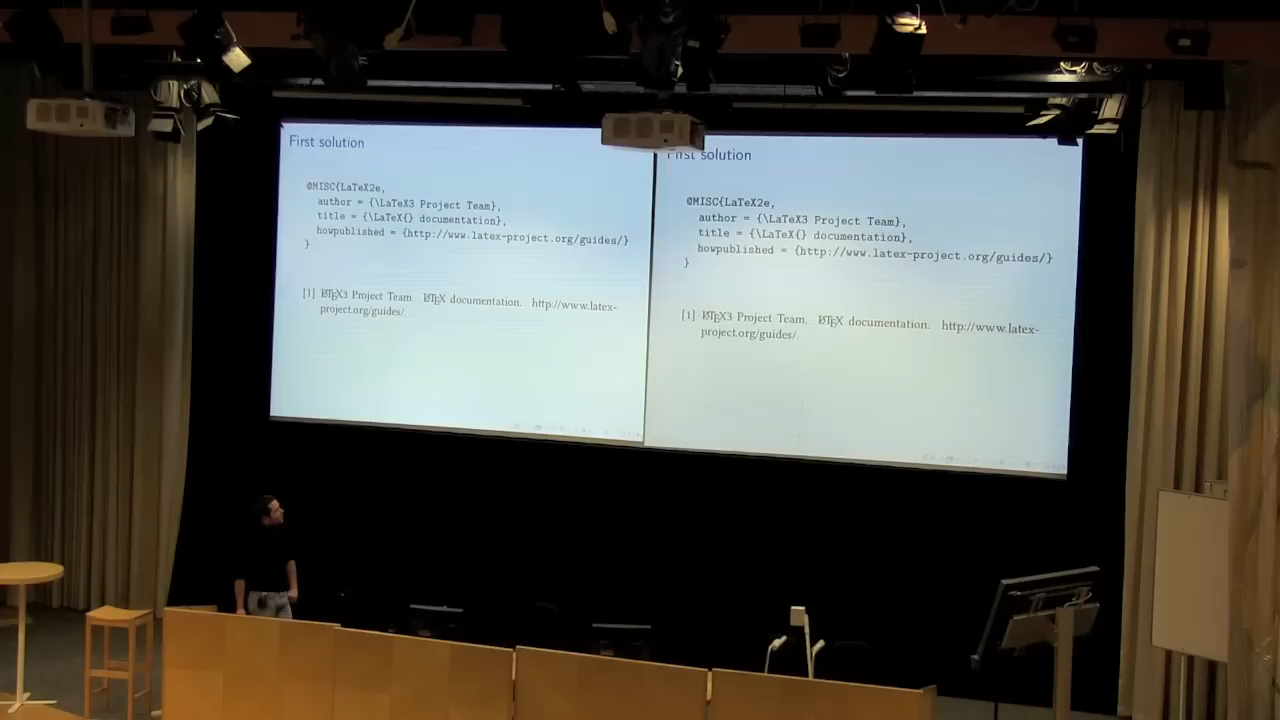 First solution
@MISC{LaTeX2e,
author = {\LaTeX3 Project Team},
title = {\LaTeX{} documentation},
howpublished = {http://www.latex-project.org/guides/}
}
[1] LATEX3 Project Team. LATEX documentation. http://www.latex-
project.org/guides/.
First solution
@MISC{LaTeX2e,
author = {\LaTeX3 Project Team},
title = {\LaTeX{} documentation},
howpublished = {http://www.latex-project.org/guides/}
}
[1] LATEX3 Project Team. LATEX documentation. http://www.latex-
project.org/guides/.